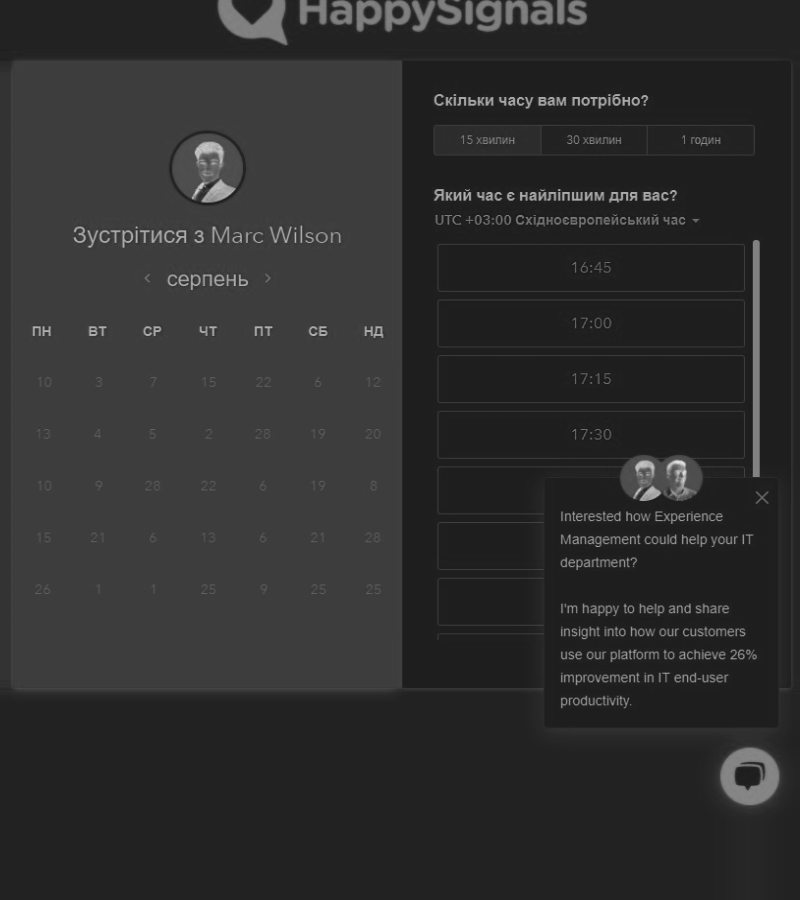 HappySignals
Скільки часу вам потрібно?
15 хвилин
30 хвилин
1 годин
Який час є найліпшим для вас?
UTC +03:00 Східноєвропейський час
Зустрітися з Marc Wilson
серпень
ПН ВТ СР ЧТ ПТ СБ НД
10 3 7 15 22 6 12
13 4 5 2 28 19 20
10 9 28 22 6 19 8
15 21 6 13 6 21 28
26 1 1 25 9 25 25
16:45
17:00
17:15
17:30
Interested how Experience
Management could help your IT
department?
I'm happy to help and share
insight into how our customers
use our platform to achieve 26%
improvement in IT end-user
productivity.